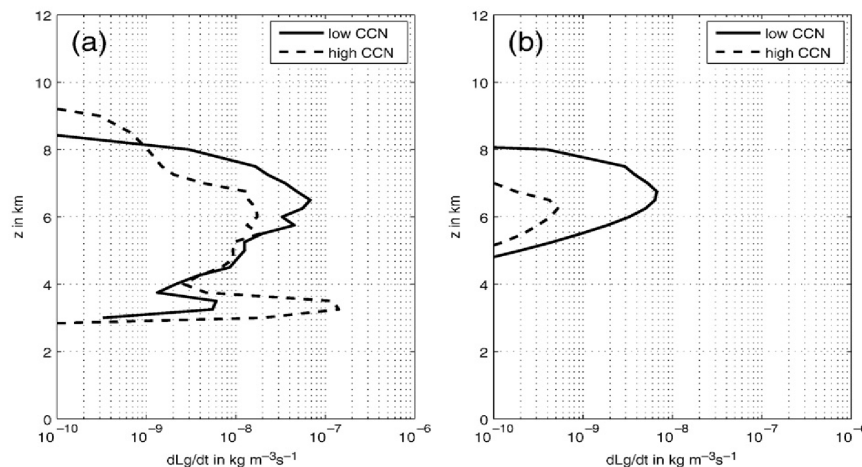 (a)
low CCN
high CCN
12
10
8
6
4
2
0
z in km
10⁻¹⁰ 10⁻⁹ 10⁻⁸ 10⁻⁷ 10⁻⁶
dLg/dt in kg m⁻³s⁻¹
(b)
low CCN
high CCN
12
10
8
6
4
2
0
z in km
10⁻¹⁰ 10⁻⁹ 10⁻⁸ 10⁻⁷ 10⁻⁶
dLg/dt in kg m⁻³s⁻¹